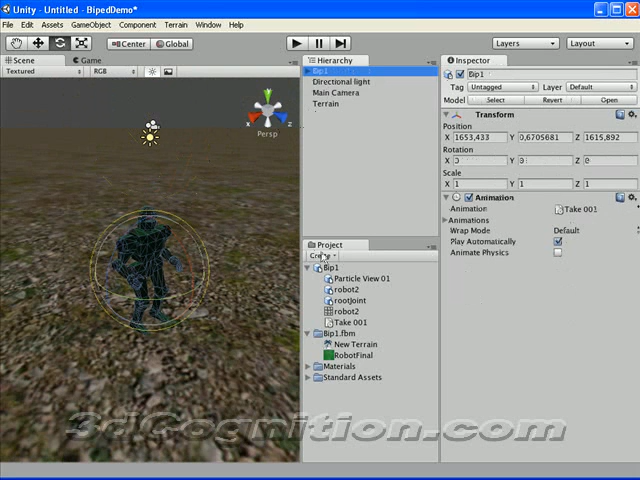 Unity - Untitled - BipedDemo*
File Edit Assets GameObject Component Terrain Window Help
Center Global Layers Layout
Scene Game
Textured RGB
Persp
x y z
Hierarchy
Bip1
Directional light
Main Camera
Terrain
Project
Create
Bip1
Particle View 01
robot2
rootJoint
robot2
Take 001
Bip1.fbm
New Terrain
RobotFinal
Materials
Standard Assets
Inspector
Bip1
Tag Untagged Layer Default
Model Select Revert Open
Transform
Position
X 1653,433 Y 0,6705681 Z 1615,892
Rotation
X 0 Y 0 Z 0
Scale
X 1 Y 1 Z 1
Animation
Animation Take 001
Animations
Wrap Mode Default
Play Automatically
Animate Physics
3dCognition.com